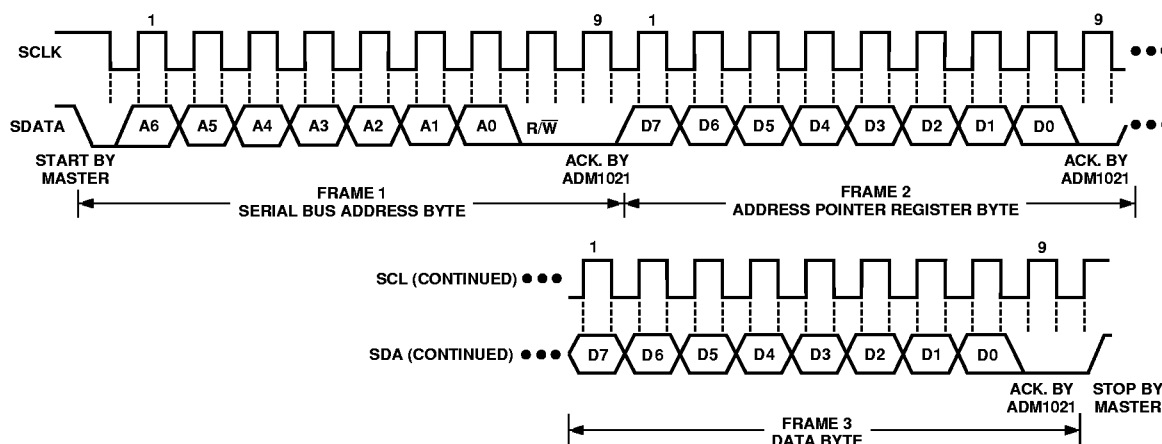 1 9 1 9
SCLK
SDATA A6 A5 A4 A3 A2 A1 A0 R/W̅ D7 D6 D5 D4 D3 D2 D1 D0
START BY MASTER
ACK. BY ADM1021
ACK. BY ADM1021
FRAME 1
SERIAL BUS ADDRESS BYTE
FRAME 2
ADDRESS POINTER REGISTER BYTE
1 9
SCL (CONTINUED)
SDA (CONTINUED) D7 D6 D5 D4 D3 D2 D1 D0
ACK. BY ADM1021
STOP BY MASTER
FRAME 3
DATA BYTE